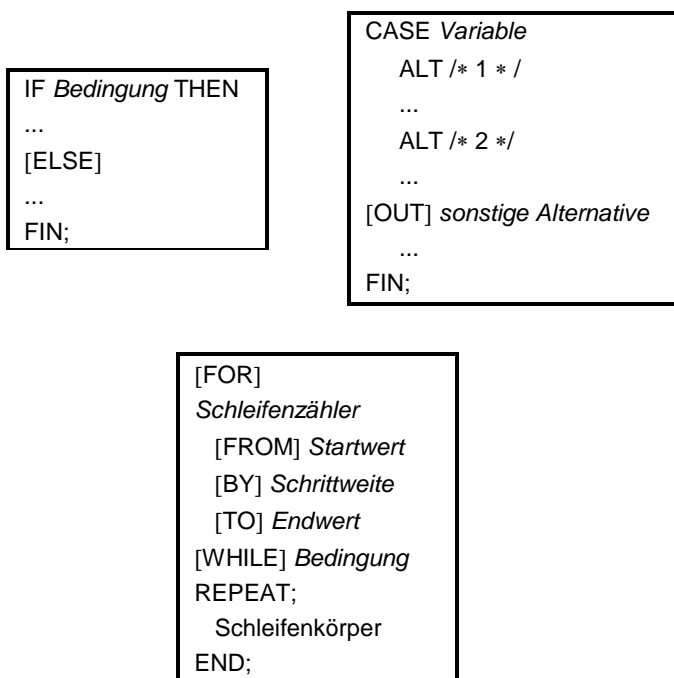 IF Bedingung THEN
...
[ELSE]
...
FIN;
CASE Variable
ALT /* 1 * /
...
ALT /* 2 */
...
[OUT] sonstige Alternative
...
FIN;
[FOR]
Schleifenzähler
[FROM] Startwert
[BY] Schrittweite
[TO] Endwert
[WHILE] Bedingung
REPEAT;
Schleifenkörper
END;